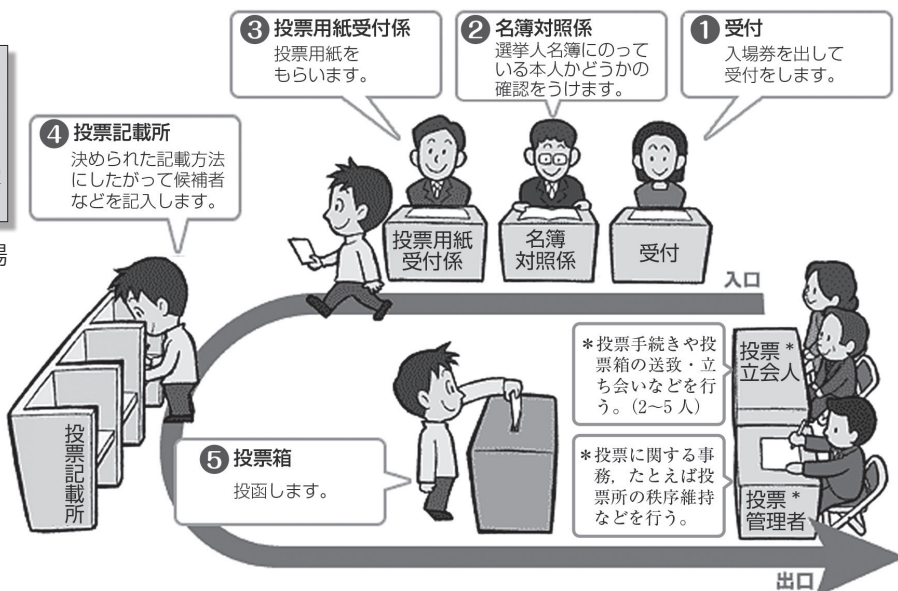 ❶ 受付
入場券を出して
受付をします。
❷ 名簿対照係
選挙人名簿にのって
いる本人かどうかの
確認をうけます。
❸ 投票用紙受付係
投票用紙を
もらいます。
❹ 投票記載所
決められた記載方法
にしたがって候補者
などを記入します。
投票用紙
受付係
名簿
対照係
受付
場
入口
*投票手続きや投
票箱の送致・立
ち会いなどを行
う。(2〜5人)
投票*
立会人
*投票に関する事
務，たとえば投
票所の秩序維持
などを行う。
投票*
管理者
投票記載所
❺ 投票箱
投函します。
出口